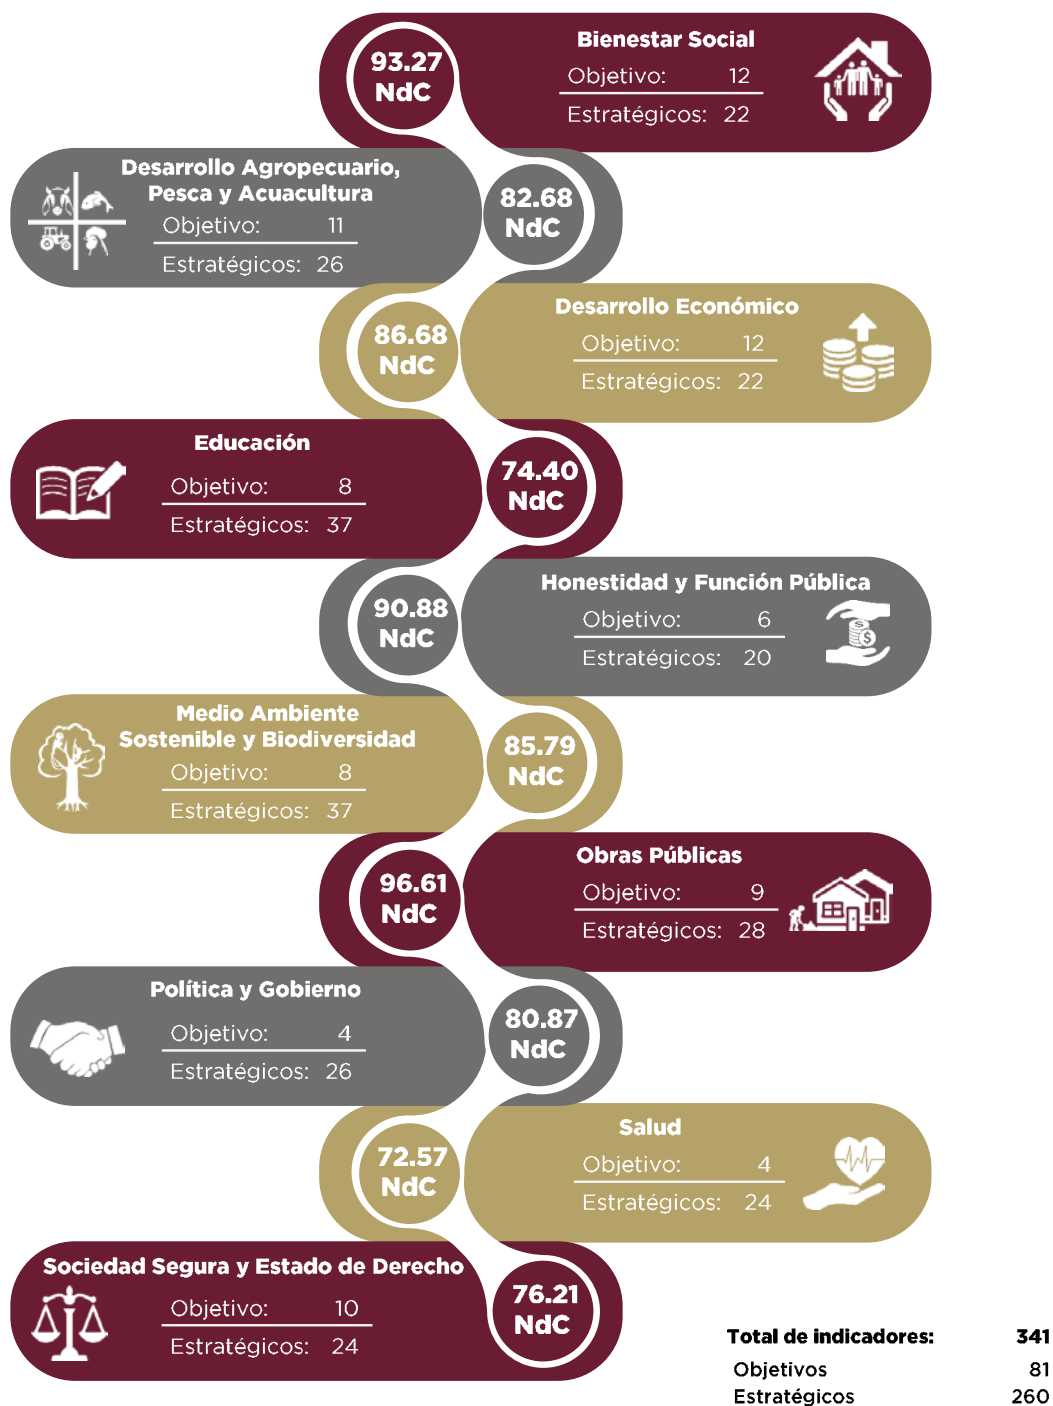 Bienestar Social
93.27
NdC
Objetivo: 12
Estratégicos: 22
Desarrollo Agropecuario,
Pesca y Acuacultura
Objetivo: 11
Estratégicos: 26
82.68
NdC
Desarrollo Económico
86.68
NdC
Objetivo: 12
Estratégicos: 22
Educación
Objetivo: 8
Estratégicos: 37
74.40
NdC
Honestidad y Función Pública
90.88
NdC
Objetivo: 6
Estratégicos: 20
Medio Ambiente
Sostenible y Biodiversidad
Objetivo: 8
Estratégicos: 37
85.79
NdC
Obras Públicas
96.61
NdC
Objetivo: 9
Estratégicos: 28
Política y Gobierno
Objetivo: 4
Estratégicos: 26
80.87
NdC
Salud
72.57
NdC
Objetivo: 4
Estratégicos: 24
Sociedad Segura y Estado de Derecho
Objetivo: 10
Estratégicos: 24
76.21
NdC
Total de indicadores: 341
Objetivos 81
Estratégicos 260